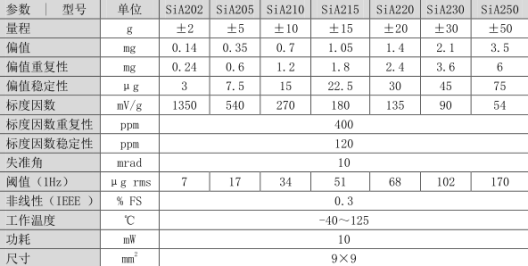 参数 | 型号 单位 SiA202 SiA205 SiA210 SiA215 SiA220 SiA230 SiA250
量程 g ±2 ±5 ±10 ±15 ±20 ±30 ±50
偏值 mg 0.14 0.35 0.7 1.05 1.4 2.1 3.5
偏值重复性 mg 0.24 0.6 1.2 1.8 2.4 3.6 6
偏值稳定性 μg 3 7.5 15 22.5 30 45 75
标度因数 mV/g 1350 540 270 180 135 90 54
标度因数重复性 ppm 400
标度因数稳定性 ppm 120
失准角 mrad 10
阈值（1Hz） μg rms 7 17 34 51 68 102 170
非线性（IEEE ） % FS 0.3
工作温度 ℃ -40～125
功耗 mW 10
尺寸 mm² 9×9